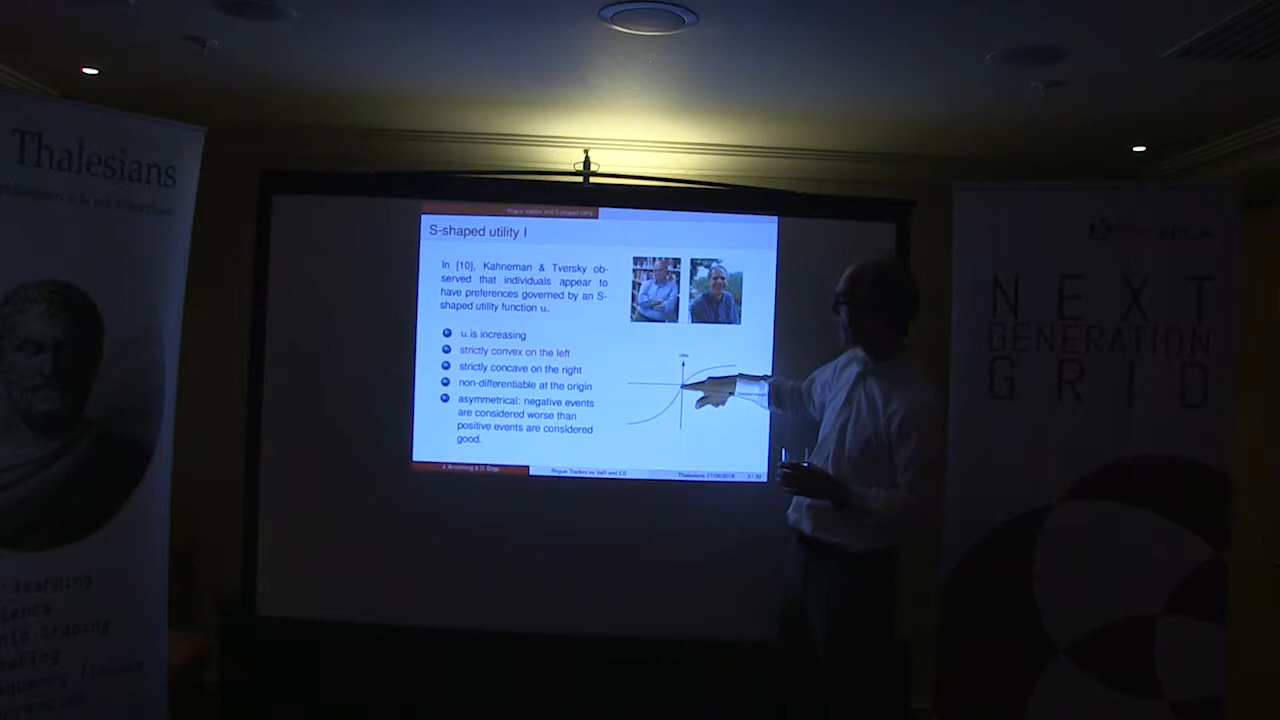 Thalesians
Rogue traders and S-shaped utility
S-shaped utility I
In [10], Kahneman & Tversky ob-
served that individuals appear to
have preferences governed by an S-
shaped utility function u.
u is increasing
strictly convex on the left
strictly concave on the right
non-differentiable at the origin
asymmetrical: negative events
are considered worse than
positive events are considered
good.
Rogue Traders vs VaR and ES
Thalesians 27/06/2018
NEXT
GENERATION
GRID
learning
trading